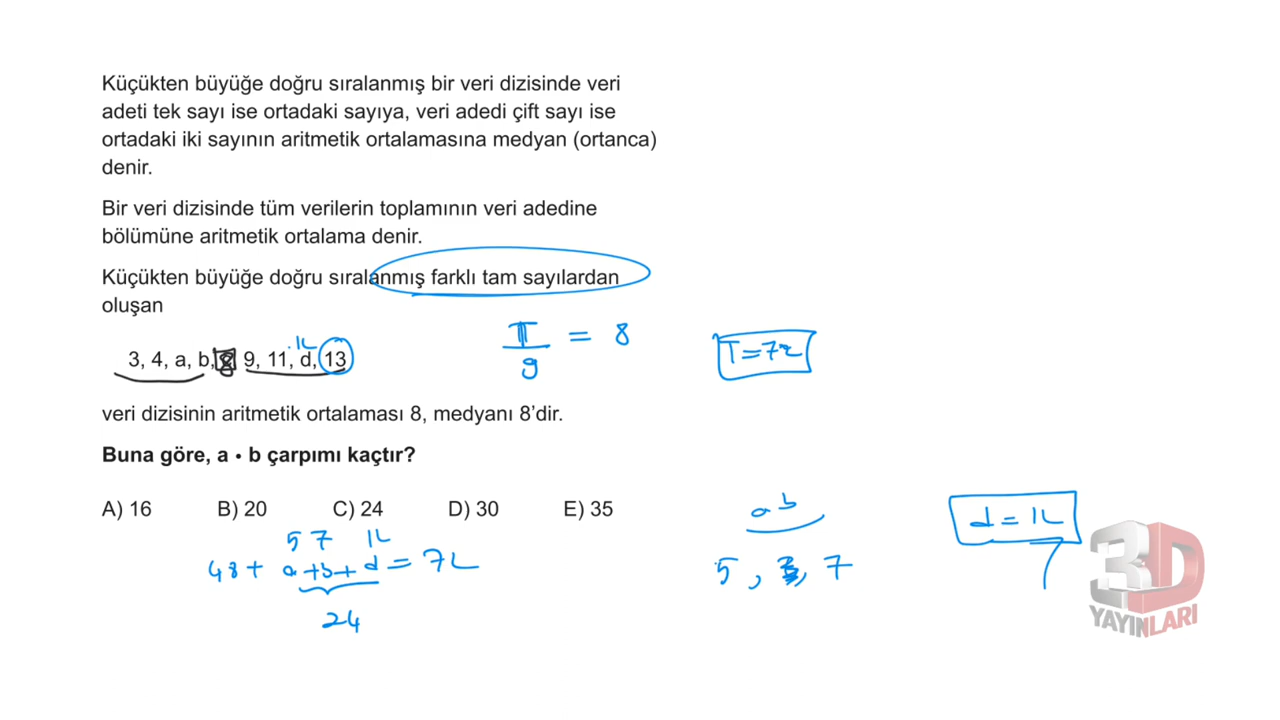 Küçükten büyüğe doğru sıralanmış bir veri dizisinde veri
adeti tek sayı ise ortadaki sayıya, veri adedi çift sayı ise
ortadaki iki sayının aritmetik ortalamasına medyan (ortanca)
denir.
Bir veri dizisinde tüm verilerin toplamının veri adedine
bölümüne aritmetik ortalama denir.
Küçükten büyüğe doğru sıralanmış farklı tam sayılardan
oluşan
T/9 = 8
T=72
12
3, 4, a, b, 8, 9, 11, d, 13
veri dizisinin aritmetik ortalaması 8, medyanı 8'dir.
Buna göre, a • b çarpımı kaçtır?
A) 16 B) 20 C) 24 D) 30 E) 35
a b
d = 12
5 7 12
48 + a + b + d = 72
5, 7
24
3D
YAYINLARI